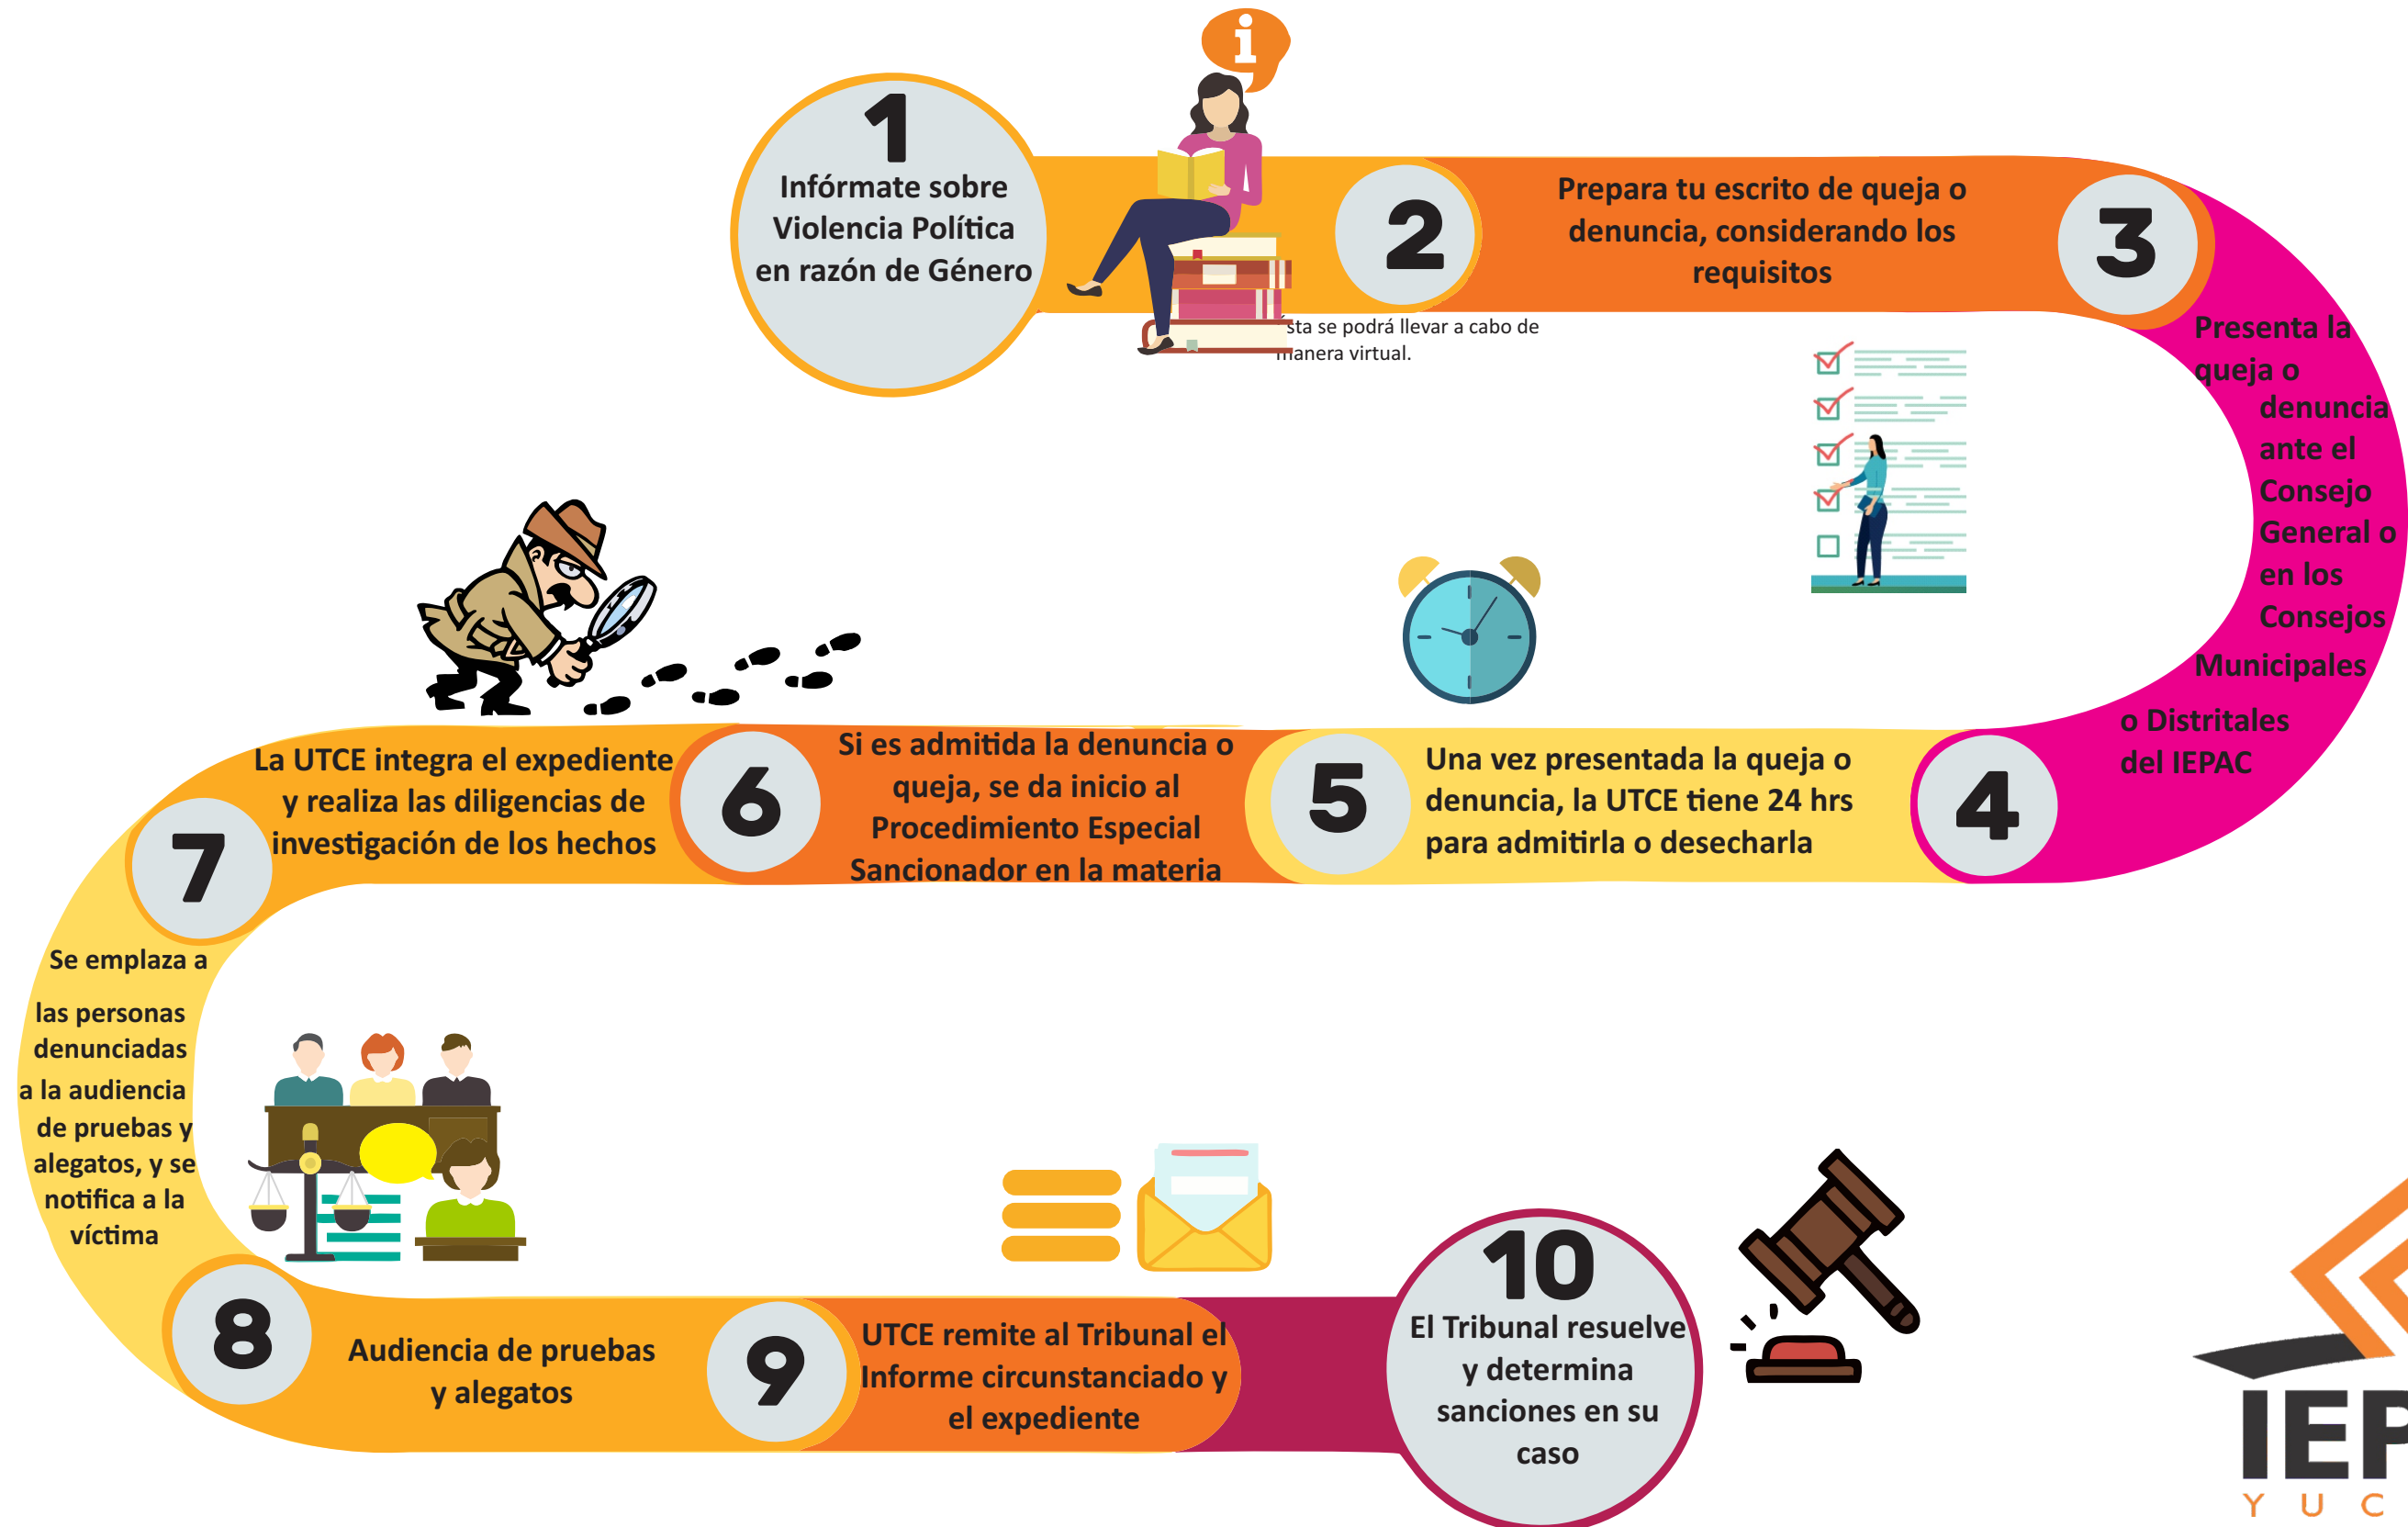 1
Infórmate sobre
Violencia Política
en razón de Género
i
2
Prepara tu escrito de queja o
denuncia, considerando los
requisitos
sta se podrá llevar a cabo de
manera virtual.
3
Presenta la
queja o
denuncia
ante el
Consejo
General o
en los
Consejos
Municipales
o Distritales
del IEPAC
4
Una vez presentada la queja o
denuncia, la UTCE tiene 24 hrs
para admitirla o desecharla
5
Si es admitida la denuncia o
queja, se da inicio al
Procedimiento Especial
Sancionador en la materia
6
La UTCE integra el expediente
y realiza las diligencias de
investigación de los hechos
7
Se emplaza a
las personas
denunciadas
a la audiencia
de pruebas y
alegatos, y se
notifica a la
víctima
8
Audiencia de pruebas
y alegatos
9
UTCE remite al Tribunal el
Informe circunstanciado y
el expediente
10
El Tribunal resuelve
y determina
sanciones en su
caso
IEP
YUC